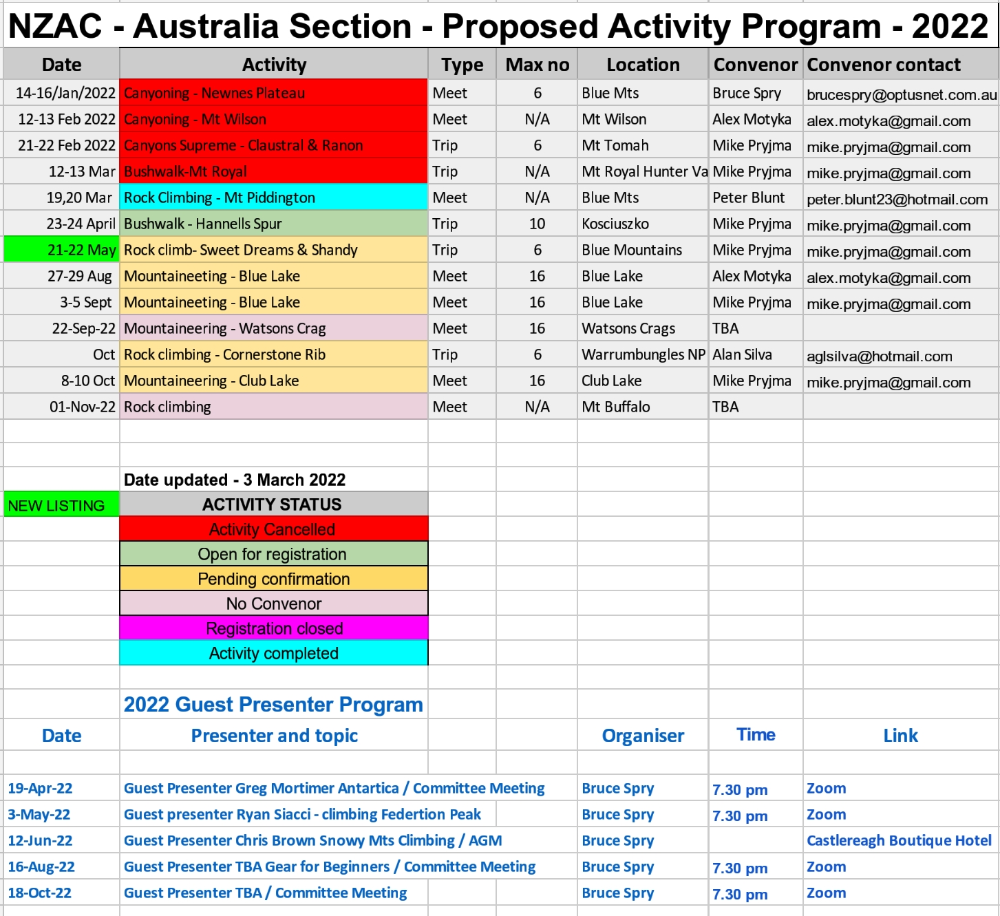 NZAC - Australia Section - Proposed Activity Program - 2022
Date Activity Type Max no Location Convenor Convenor contact
14-16/Jan/2022 Canyoning - Newnes Plateau Meet 6 Blue Mts Bruce Spry brucespry@optusnet.com.au
12-13 Feb 2022 Canyoning - Mt Wilson Meet N/A Mt Wilson Alex Motyka alex.motyka@gmail.com
21-22 Feb 2022 Canyons Supreme - Claustral & Ranon Trip 6 Mt Tomah Mike Pryjma mike.pryjma@gmail.com
12-13 Mar Bushwalk-Mt Royal Trip N/A Mt Royal Hunter Va Mike Pryjma mike.pryjma@gmail.com
19,20 Mar Rock Climbing - Mt Piddington Meet N/A Blue Mts Peter Blunt peter.blunt23@hotmail.com
23-24 April Bushwalk - Hannells Spur Trip 10 Kosciuszko Mike Pryjma mike.pryjma@gmail.com
21-22 May Rock climb- Sweet Dreams & Shandy Trip 6 Blue Mountains Mike Pryjma mike.pryjma@gmail.com
27-29 Aug Mountaineeting - Blue Lake Meet 16 Blue Lake Alex Motyka alex.motyka@gmail.com
3-5 Sept Mountaineeting - Blue Lake Meet 16 Blue Lake Mike Pryjma mike.pryjma@gmail.com
22-Sep-22 Mountaineering - Watsons Crag Meet 16 Watsons Crags TBA
Oct Rock climbing - Cornerstone Rib Trip 6 Warrumbungles NP Alan Silva aglsilva@hotmail.com
8-10 Oct Mountaineering - Club Lake Meet 16 Club Lake Mike Pryjma mike.pryjma@gmail.com
01-Nov-22 Rock climbing Meet N/A Mt Buffalo TBA
Date updated - 3 March 2022
NEW LISTING ACTIVITY STATUS
Activity Cancelled
Open for registration
Pending confirmation
No Convenor
Registration closed
Activity completed
2022 Guest Presenter Program
Date Presenter and topic Organiser Time Link
19-Apr-22 Guest Presenter Greg Mortimer Antartica / Committee Meeting Bruce Spry 7.30 pm Zoom
3-May-22 Guest presenter Ryan Siacci - climbing Federtion Peak Bruce Spry 7.30 pm Zoom
12-Jun-22 Guest Presenter Chris Brown Snowy Mts Climbing / AGM Bruce Spry Castlereagh Boutique Hotel
16-Aug-22 Guest Presenter TBA Gear for Beginners / Committee Meeting Bruce Spry 7.30 pm Zoom
18-Oct-22 Guest Presenter TBA / Committee Meeting Bruce Spry 7.30 pm Zoom